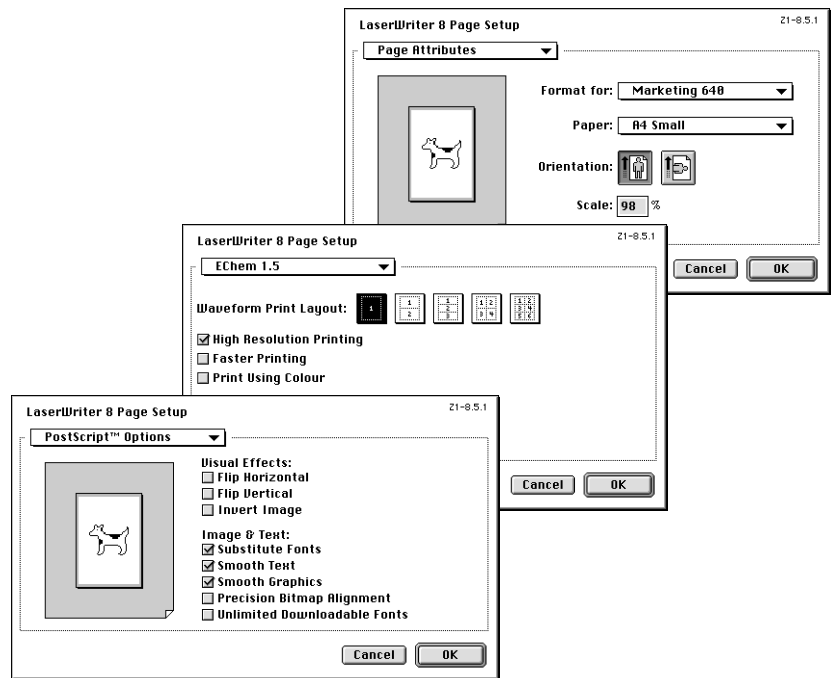 LaserWriter 8 Page Setup Z1-8.5.1
Page Attributes
Format for: Marketing 640
Paper: A4 Small
Orientation:
Scale: 98 %
Cancel OK
LaserWriter 8 Page Setup Z1-8.5.1
EChem 1.5
Waveform Print Layout: 1 1 2 1 2 3 1 2 3 4 1 2 3 4 5 6
High Resolution Printing
Faster Printing
Print Using Colour
Cancel OK
LaserWriter 8 Page Setup Z1-8.5.1
PostScript™ Options
Visual Effects:
Flip Horizontal
Flip Vertical
Invert Image
Image & Text:
Substitute Fonts
Smooth Text
Smooth Graphics
Precision Bitmap Alignment
Unlimited Downloadable Fonts
Cancel OK